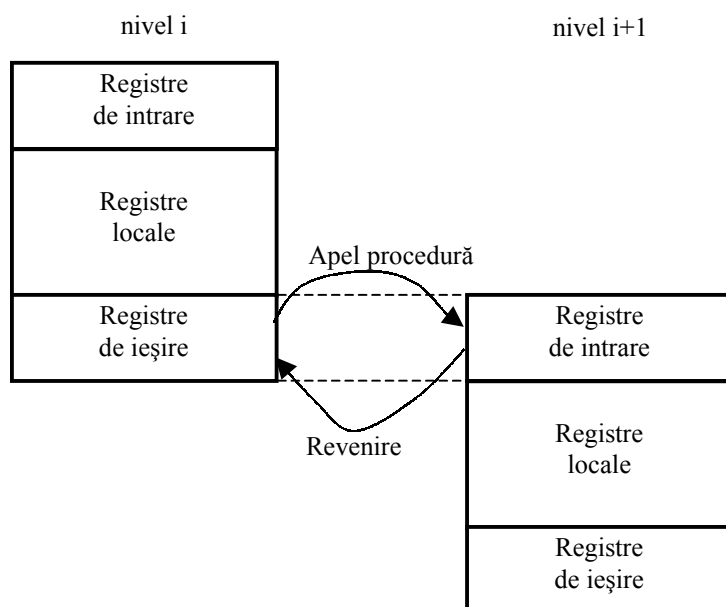 nivel i
nivel i+1
Registre
de intrare
Registre
locale
Apel procedură
Registre
de ieşire
Registre
de intrare
Revenire
Registre
locale
Registre
de ieşire